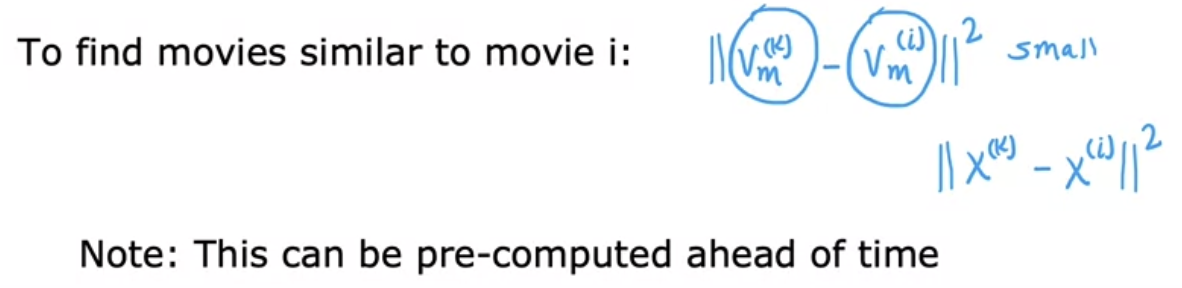 To find movies similar to movie i: ||v_m^(k) - v_m^(i)||^2 small
||x^(k) - x^(i)||^2
Note: This can be pre-computed ahead of time